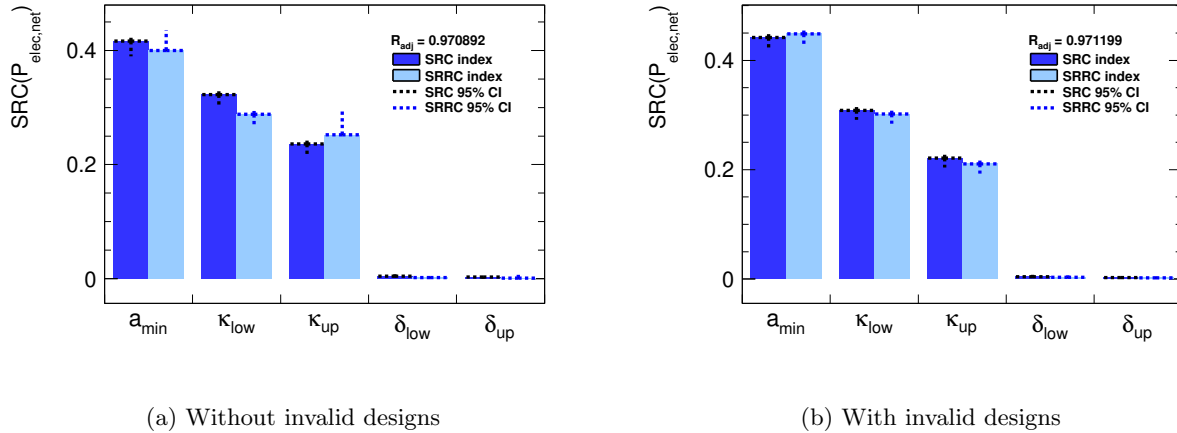 SRC(P_elec,net)
0.4
0.2
0
R_adj = 0.970892
SRC index
SRRC index
SRC 95% CI
SRRC 95% CI
a_min κ_low κ_up δ_low δ_up
(a) Without invalid designs
SRC(P_elec,net)
0.4
0.2
0
R_adj = 0.971199
SRC index
SRRC index
SRC 95% CI
SRRC 95% CI
a_min κ_low κ_up δ_low δ_up
(b) With invalid designs